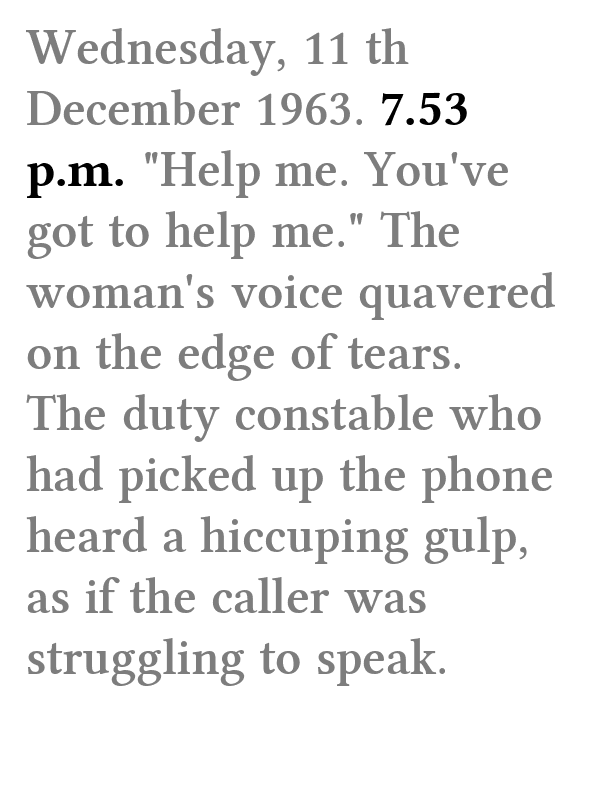 Wednesday, 11 th
December 1963. 7.53
p.m. "Help me. You've
got to help me." The
woman's voice quavered
on the edge of tears.
The duty constable who
had picked up the phone
heard a hiccuping gulp,
as if the caller was
struggling to speak.